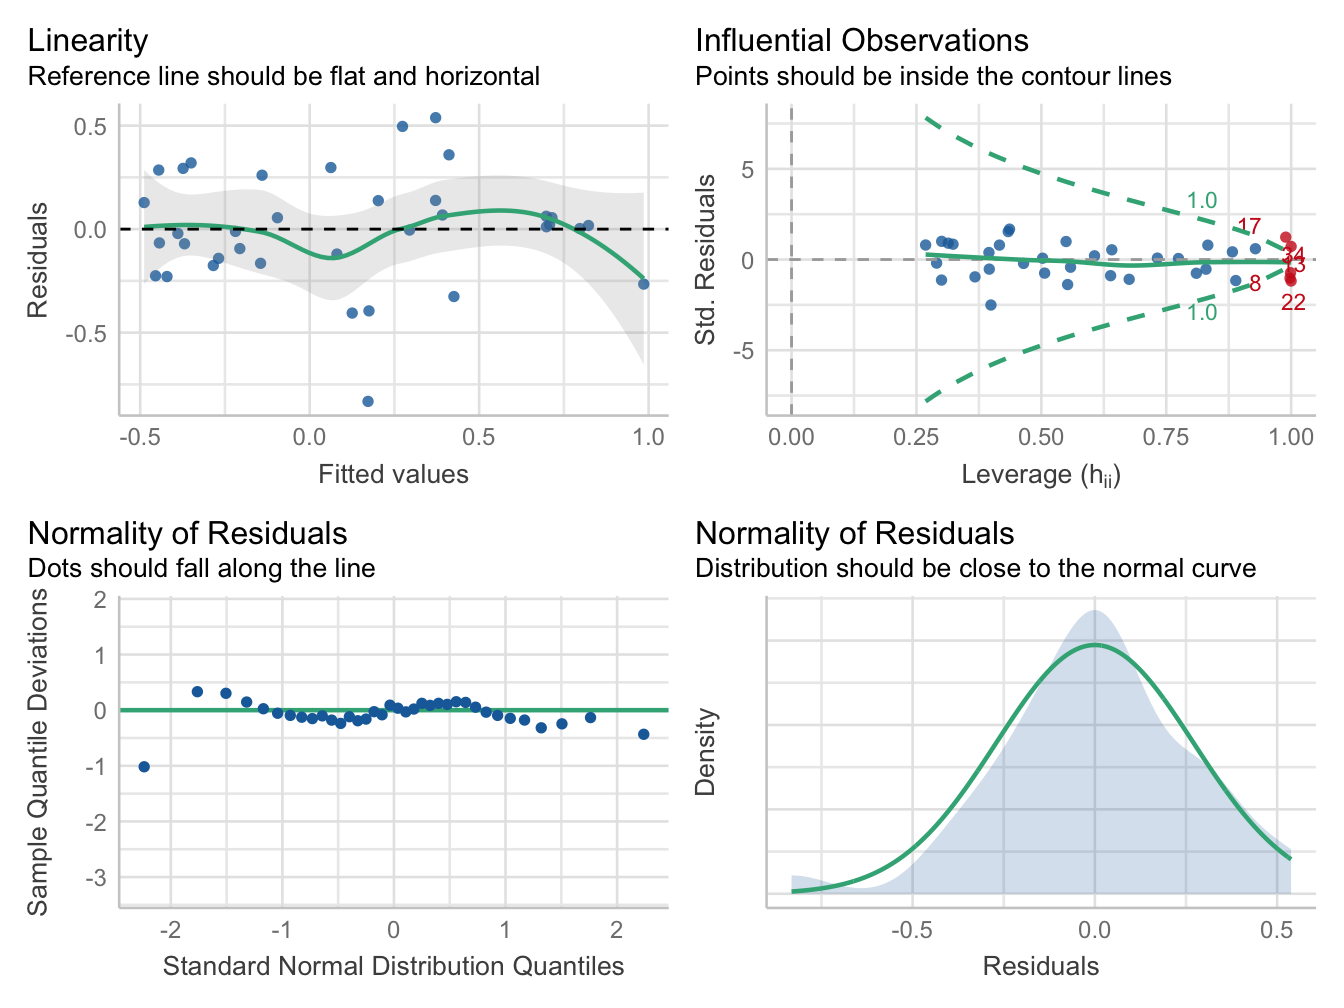 Linearity
Reference line should be flat and horizontal
0.5
0.0
-0.5
Residuals
-0.5
0.0
0.5
1.0
Fitted values
Influential Observations
Points should be inside the contour lines
5
0
-5
Std. Residuals
1.0
17
34
8
22
1.0
0.00
0.25
0.50
0.75
1.00
Leverage (hii)
Normality of Residuals
Dots should fall along the line
2
1
0
-1
-2
-3
Sample Quantile Deviations
-2
-1
0
1
2
Standard Normal Distribution Quantiles
Normality of Residuals
Distribution should be close to the normal curve
Density
-0.5
0.0
0.5
Residuals